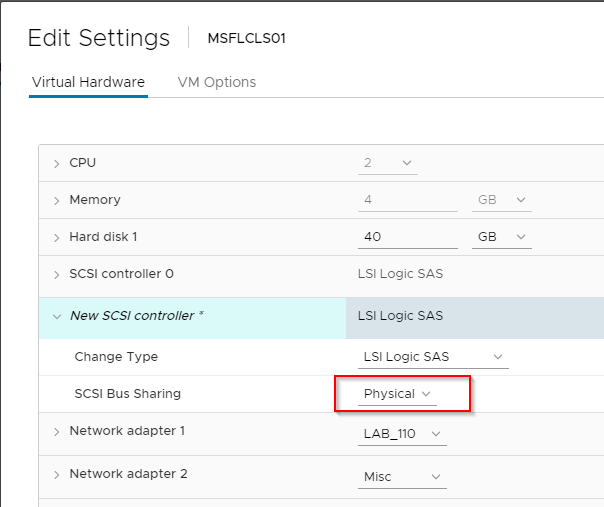 Edit Settings MSFLCLS01
Virtual Hardware VM Options
CPU 2
Memory 4 GB
Hard disk 1 40 GB
SCSI controller 0 LSI Logic SAS
New SCSI controller * LSI Logic SAS
Change Type LSI Logic SAS
SCSI Bus Sharing Physical
Network adapter 1 LAB_110
Network adapter 2 Misc